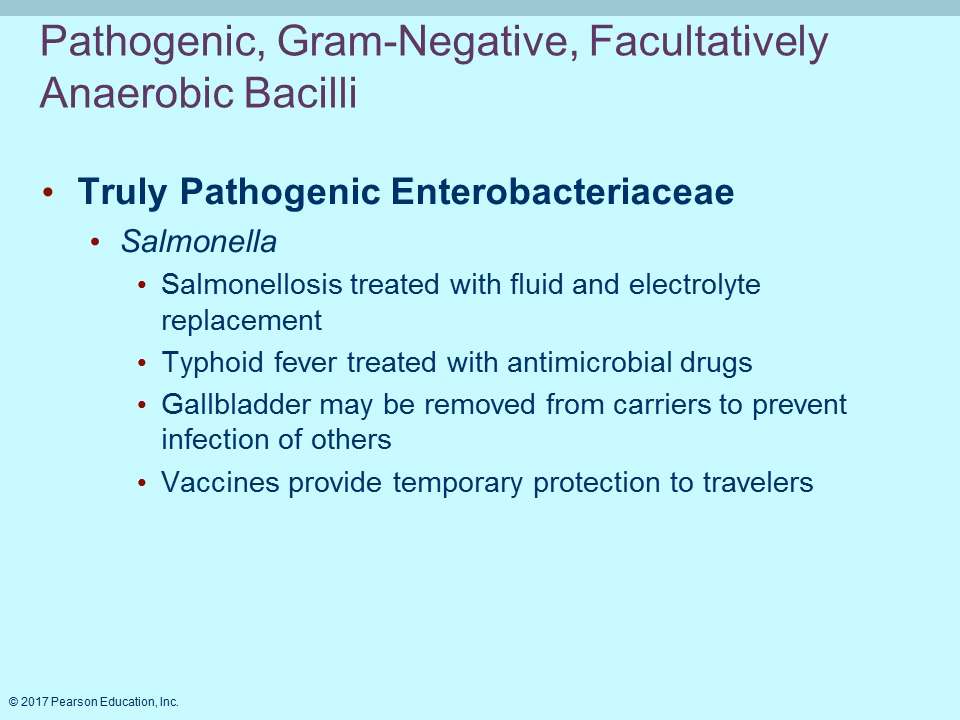 Pathogenic, Gram-Negative, Facultatively
Anaerobic Bacilli
• Truly Pathogenic Enterobacteriaceae
• Salmonella
• Salmonellosis treated with fluid and electrolyte
replacement
• Typhoid fever treated with antimicrobial drugs
• Gallbladder may be removed from carriers to prevent
infection of others
• Vaccines provide temporary protection to travelers
© 2017 Pearson Education, Inc.